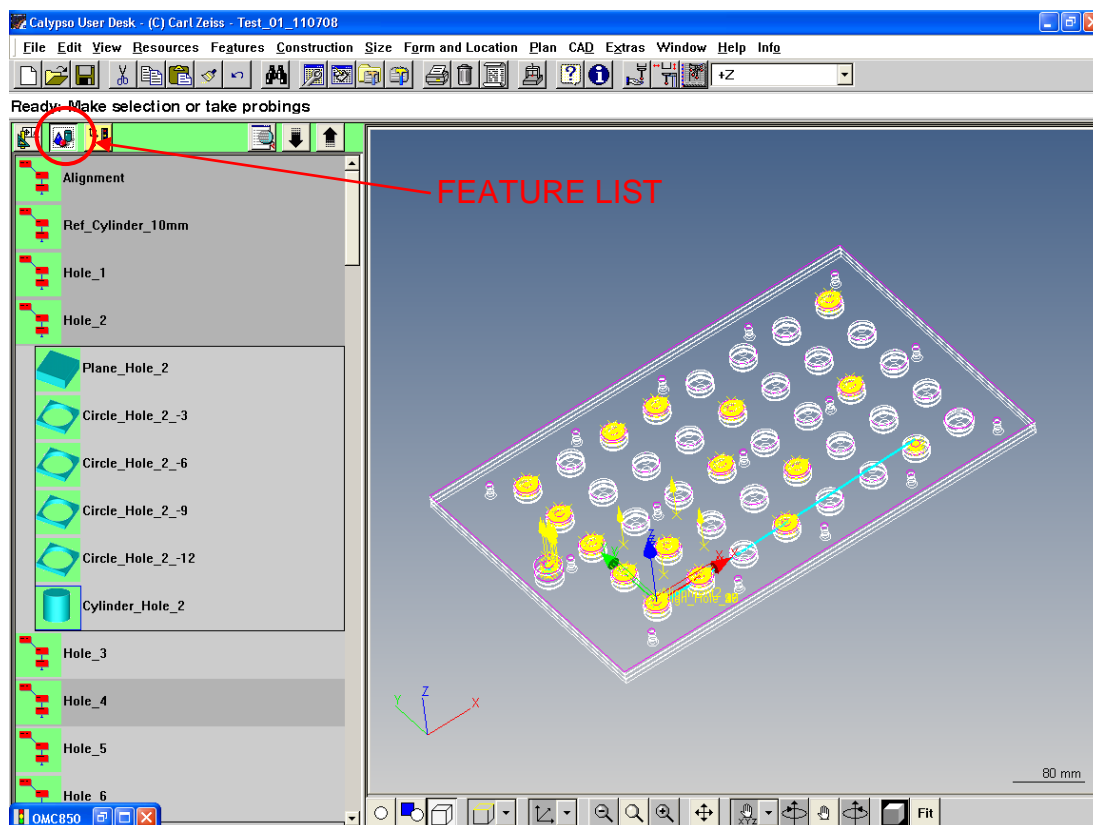 Calypso User Desk - (C) Carl Zeiss - Test_01_110708
File Edit View Resources Features Construction Size Form and Location Plan CAD Extras Window Help Info
+Z
Ready: Make selection or take probings
FEATURE LIST
Alignment
Ref_Cylinder_10mm
Hole_1
Hole_2
Plane_Hole_2
Circle_Hole_2_-3
Circle_Hole_2_-6
Circle_Hole_2_-9
Circle_Hole_2_-12
Cylinder_Hole_2
Hole_3
Hole_4
Hole_5
Hole_6
Z
X
Z
Y
X
80 mm
OMC850
XYZ
Fit